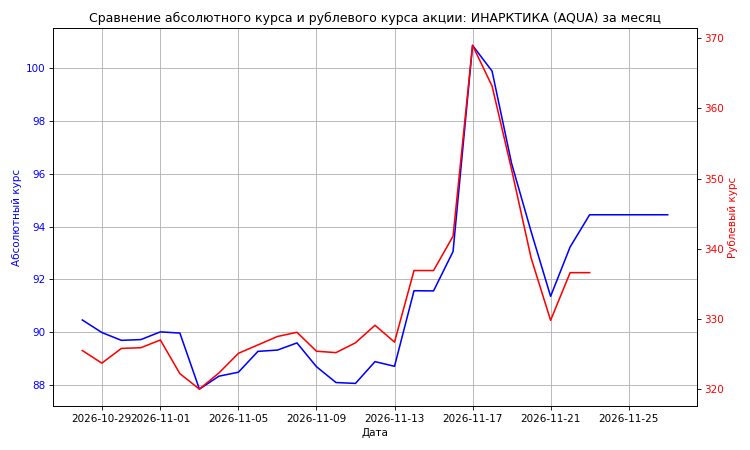 Сравнение абсолютного курса и рублевого курса акции: ИНАРКТИКА (AQUA) за месяц
Абсолютный курс
100
98
96
94
92
90
88
370
360
350
340
330
320
Рублевый курс
2026-10-29 2026-11-01 2026-11-05 2026-11-09 2026-11-13 2026-11-17 2026-11-21 2026-11-25
Дата